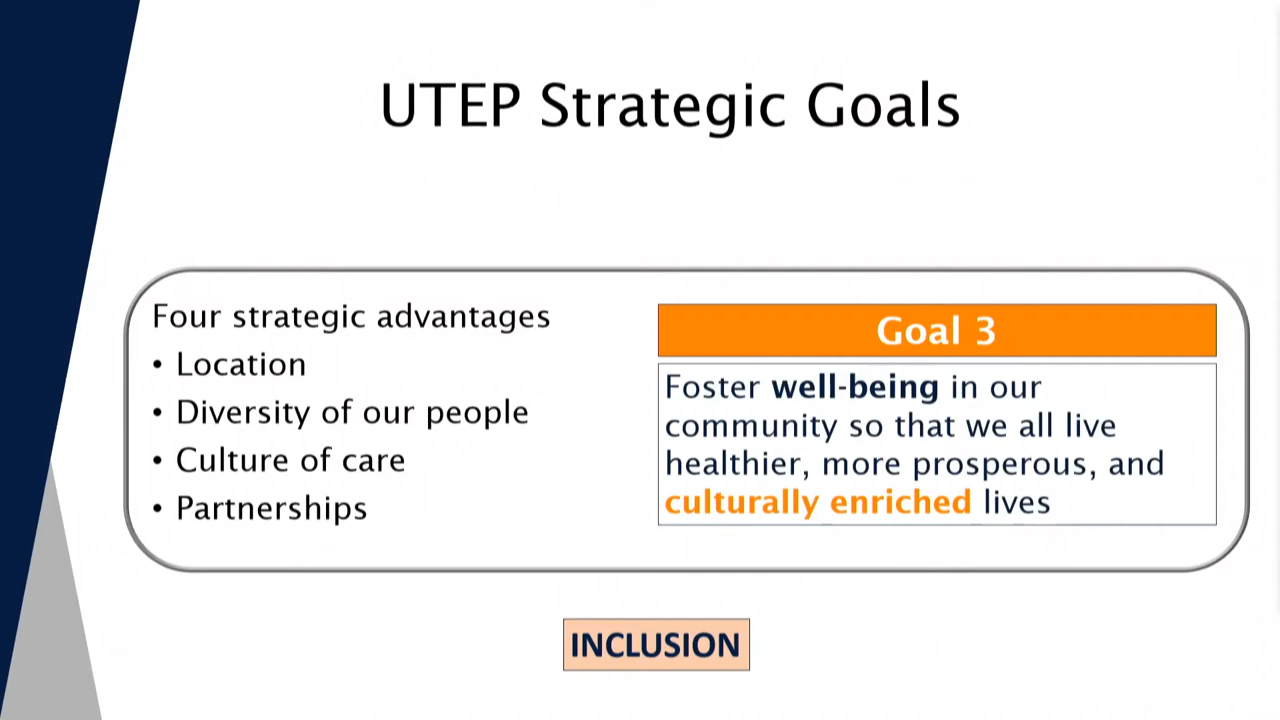 UTEP Strategic Goals
Four strategic advantages
• Location
• Diversity of our people
• Culture of care
• Partnerships
Goal 3
Foster well-being in our
community so that we all live
healthier, more prosperous, and
culturally enriched lives
INCLUSION